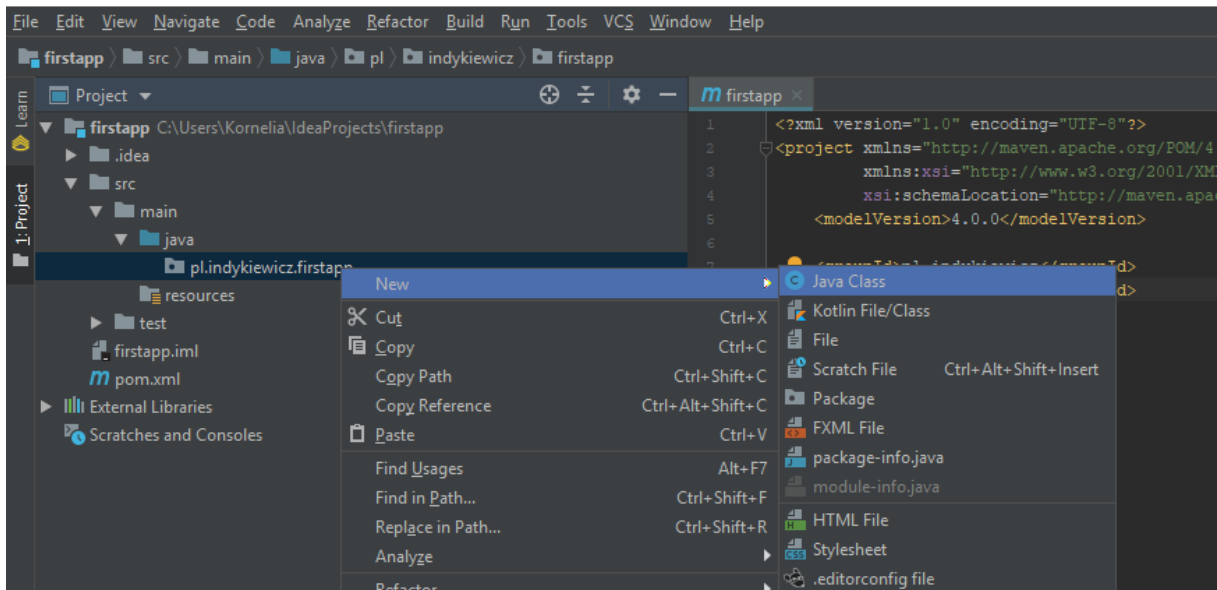 File Edit View Navigate Code Analyze Refactor Build Run Tools VCS Window Help
firstapp src main java pl indykiewicz firstapp
Learn
1: Project
Project
firstapp C:\Users\Kornelia\IdeaProjects\firstapp
.idea
src
main
java
pl.indykiewicz.firstapp
resources
test
firstapp.iml
pom.xml
External Libraries
Scratches and Consoles
firstapp
1 <?xml version="1.0" encoding="UTF-8"?>
2 <project xmlns="http://maven.apache.org/POM/4
3 xmlns:xsi="http://www.w3.org/2001/XM
4 xsi:schemaLocation="http://maven.apa
5 <modelVersion>4.0.0</modelVersion>
6
7 <groupId>pl.indykiewicz</groupId>
d>
New
Cut Ctrl+X
Copy Ctrl+C
Copy Path Ctrl+Shift+C
Copy Reference Ctrl+Alt+Shift+C
Paste Ctrl+V
Find Usages Alt+F7
Find in Path... Ctrl+Shift+F
Replace in Path... Ctrl+Shift+R
Analyze
Refactor
Java Class
Kotlin File/Class
File
Scratch File Ctrl+Alt+Shift+Insert
Package
FXML File
package-info.java
module-info.java
HTML File
Stylesheet
.editorconfig file